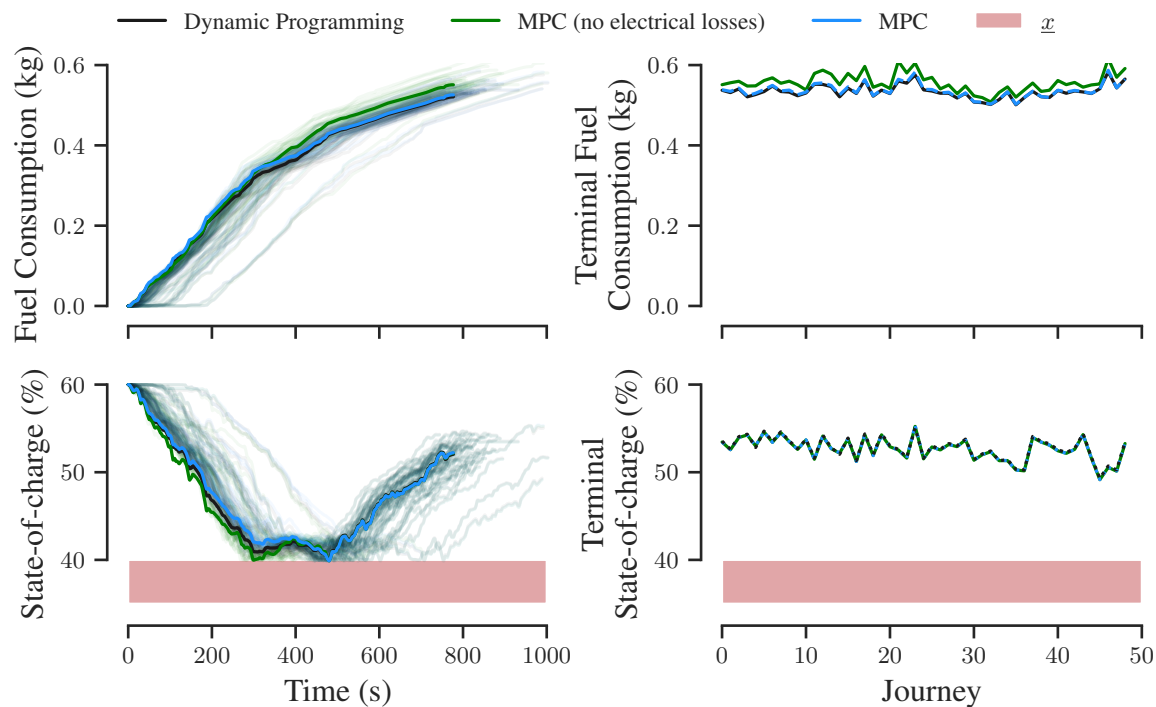 Dynamic Programming
MPC (no electrical losses)
MPC
x
Fuel Consumption (kg)
0.6
0.4
0.2
0.0
Terminal Fuel
Consumption (kg)
0.6
0.4
0.2
0.0
State-of-charge (%)
60
50
40
0
200
400
600
800
1000
Time (s)
Terminal
State-of-charge (%)
60
50
40
0
10
20
30
40
50
Journey